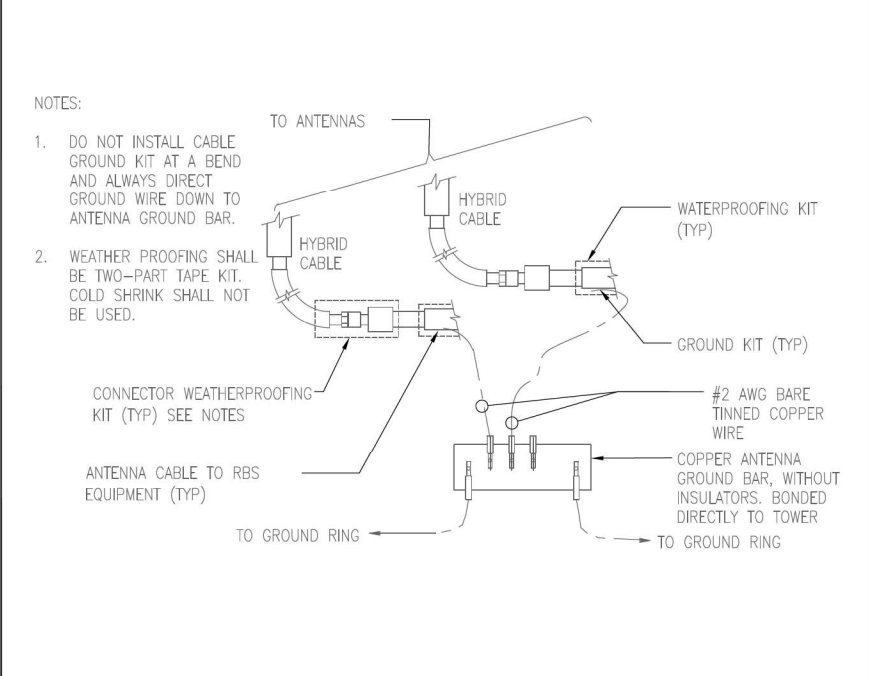 NOTES:
1. DO NOT INSTALL CABLE
GROUND KIT AT A BEND
AND ALWAYS DIRECT
GROUND WIRE DOWN TO
ANTENNA GROUND BAR.
2. WEATHER PROOFING SHALL
BE TWO-PART TAPE KIT.
COLD SHRINK SHALL NOT
BE USED.
TO ANTENNAS
HYBRID
CABLE
HYBRID
CABLE
WATERPROOFING KIT
(TYP)
GROUND KIT (TYP)
CONNECTOR WEATHERPROOFING
KIT (TYP) SEE NOTES
#2 AWG BARE
TINNED COPPER
WIRE
ANTENNA CABLE TO RBS
EQUIPMENT (TYP)
COPPER ANTENNA
GROUND BAR, WITHOUT
INSULATORS. BONDED
DIRECTLY TO TOWER
TO GROUND RING
TO GROUND RING